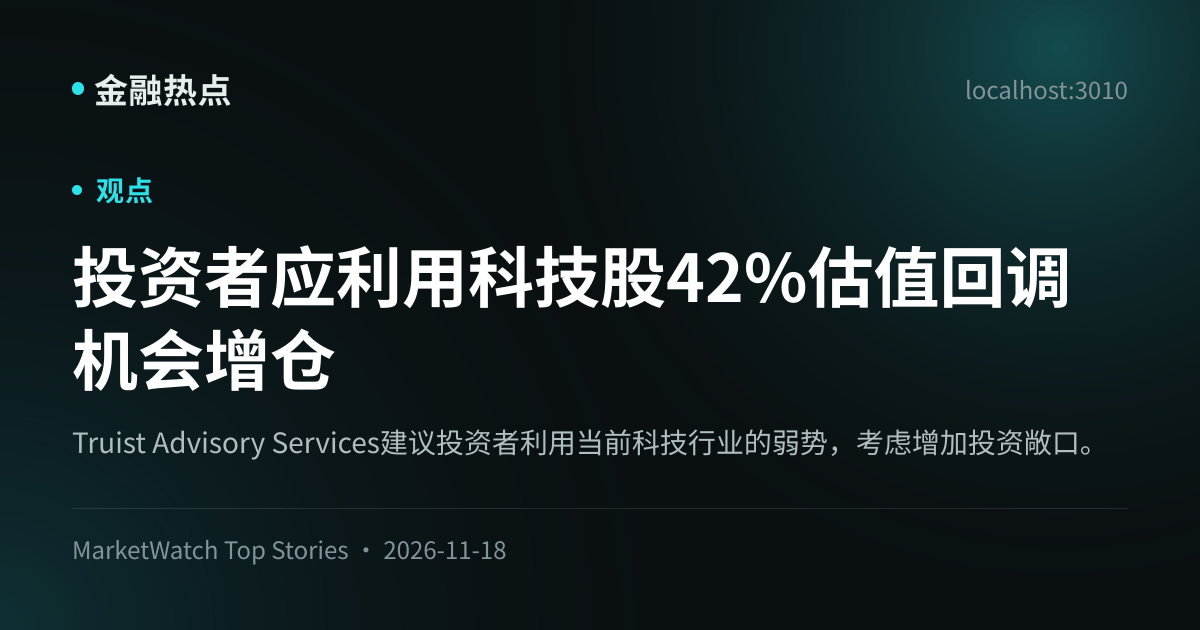 金融热点
localhost:3010
观点
投资者应利用科技股42%估值回调
机会增仓
Truist Advisory Services建议投资者利用当前科技行业的弱势，考虑增加投资敞口。
MarketWatch Top Stories · 2026-11-18